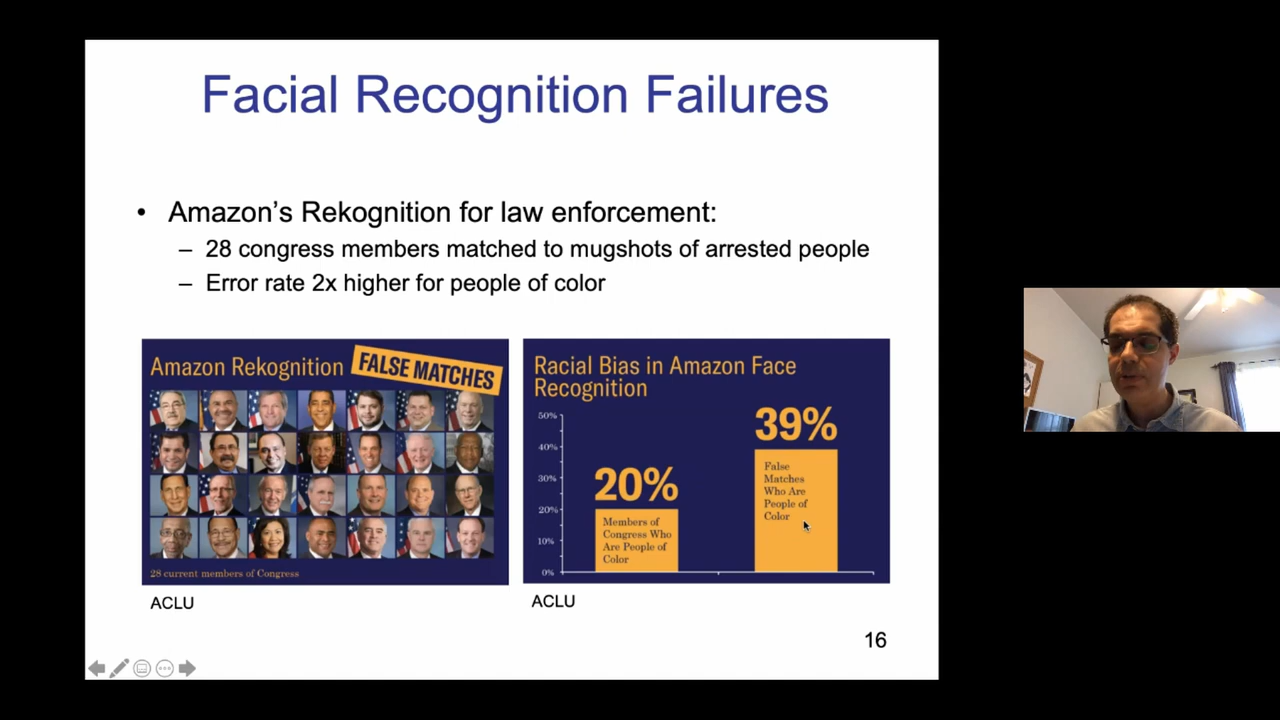 Facial Recognition Failures
• Amazon's Rekognition for law enforcement:
– 28 congress members matched to mugshots of arrested people
– Error rate 2x higher for people of color
Amazon Rekognition
FALSE MATCHES
28 current members of Congress
ACLU
Racial Bias in Amazon Face
Recognition
50%
40%
30%
20%
10%
0%
20%
Members of
Congress Who
Are People of
Color
39%
False
Matches
Who Are
People of
Color
ACLU
16